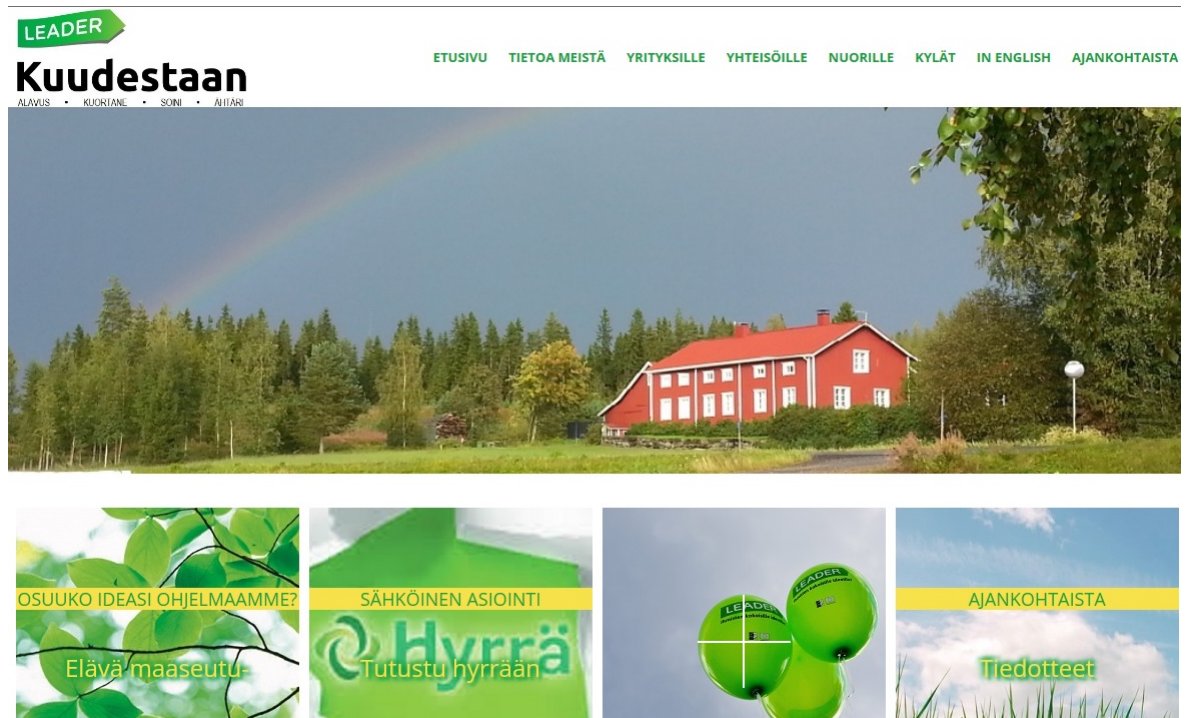 LEADER
Kuudestaan
ALAVUS • KUORTANE • SOINI • ÄHTÄRI
ETUSIVU TIETOA MEISTÄ YRITYKSILLE YHTEISÖILLE NUORILLE KYLÄT IN ENGLISH AJANKOHTAISTA
OSUUKO IDEASI OHJELMAAMME?
Elävä maaseutu-
SÄHKÖINEN ASIOINTI
Hyrrä
Tutustu hyrrään
LEADER
LEADER
AJANKOHTAISTA
Tiedotteet